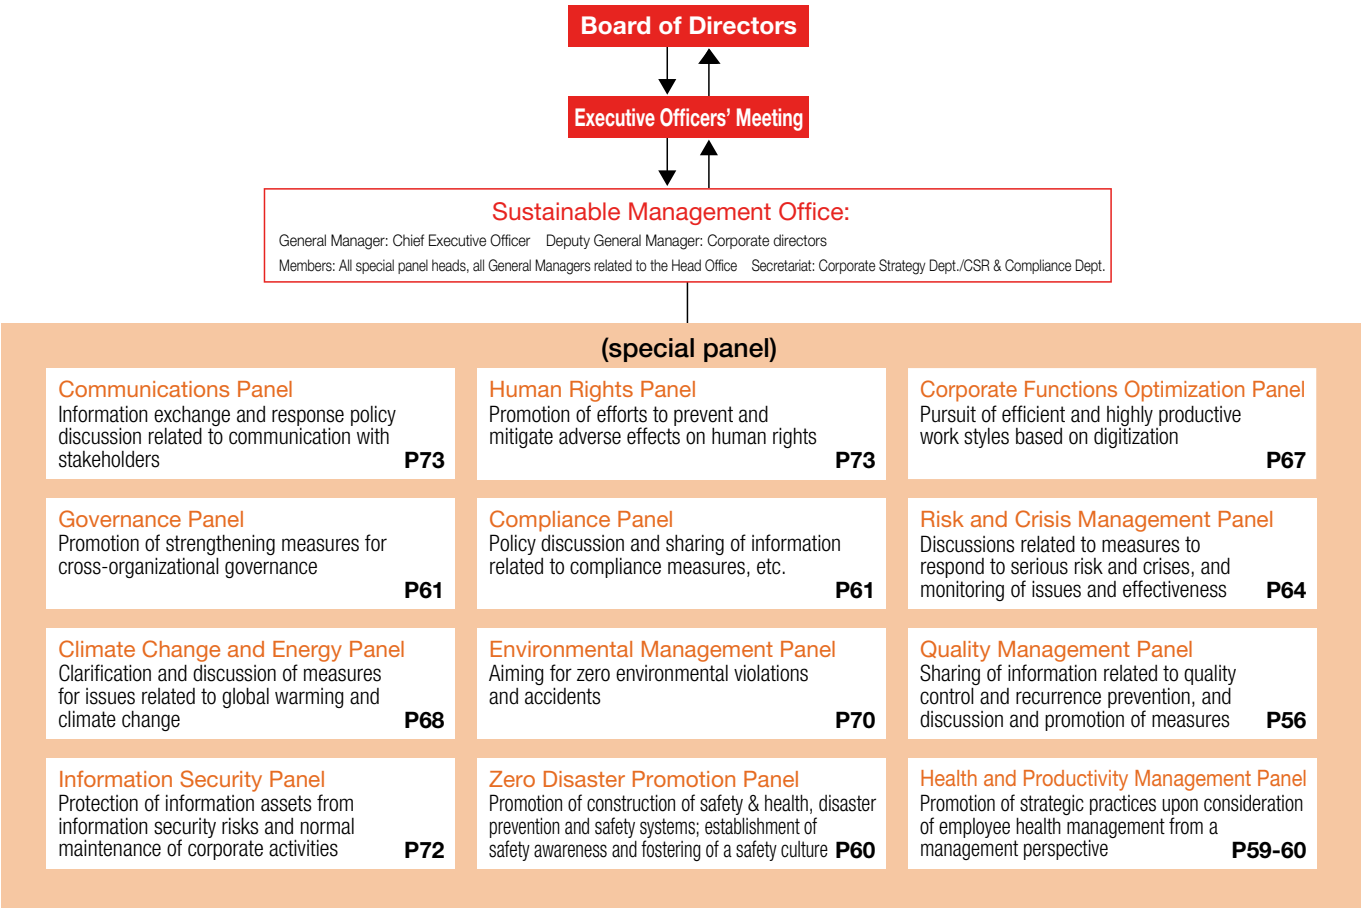 Board of Directors
Executive Officers' Meeting
Sustainable Management Office:
General Manager: Chief Executive Officer Deputy General Manager: Corporate directors
Members: All special panel heads, all General Managers related to the Head Office Secretariat: Corporate Strategy Dept./CSR & Compliance Dept.
(special panel)
Communications Panel
Information exchange and response policy
discussion related to communication with
stakeholders
P73
Human Rights Panel
Promotion of efforts to prevent and
mitigate adverse effects on human rights
P73
Corporate Functions Optimization Panel
Pursuit of efficient and highly productive
work styles based on digitization
P67
Governance Panel
Promotion of strengthening measures for
cross-organizational governance
P61
Compliance Panel
Policy discussion and sharing of information
related to compliance measures, etc.
P61
Risk and Crisis Management Panel
Discussions related to measures to
respond to serious risk and crises, and
monitoring of issues and effectiveness
P64
Climate Change and Energy Panel
Clarification and discussion of measures
for issues related to global warming and
climate change
P68
Environmental Management Panel
Aiming for zero environmental violations
and accidents
P70
Quality Management Panel
Sharing of information related to quality
control and recurrence prevention, and
discussion and promotion of measures
P56
Information Security Panel
Protection of information assets from
information security risks and normal
maintenance of corporate activities
P72
Zero Disaster Promotion Panel
Promotion of construction of safety & health, disaster
prevention and safety systems; establishment of
safety awareness and fostering of a safety culture
P60
Health and Productivity Management Panel
Promotion of strategic practices upon consideration
of employee health management from a
management perspective
P59-60